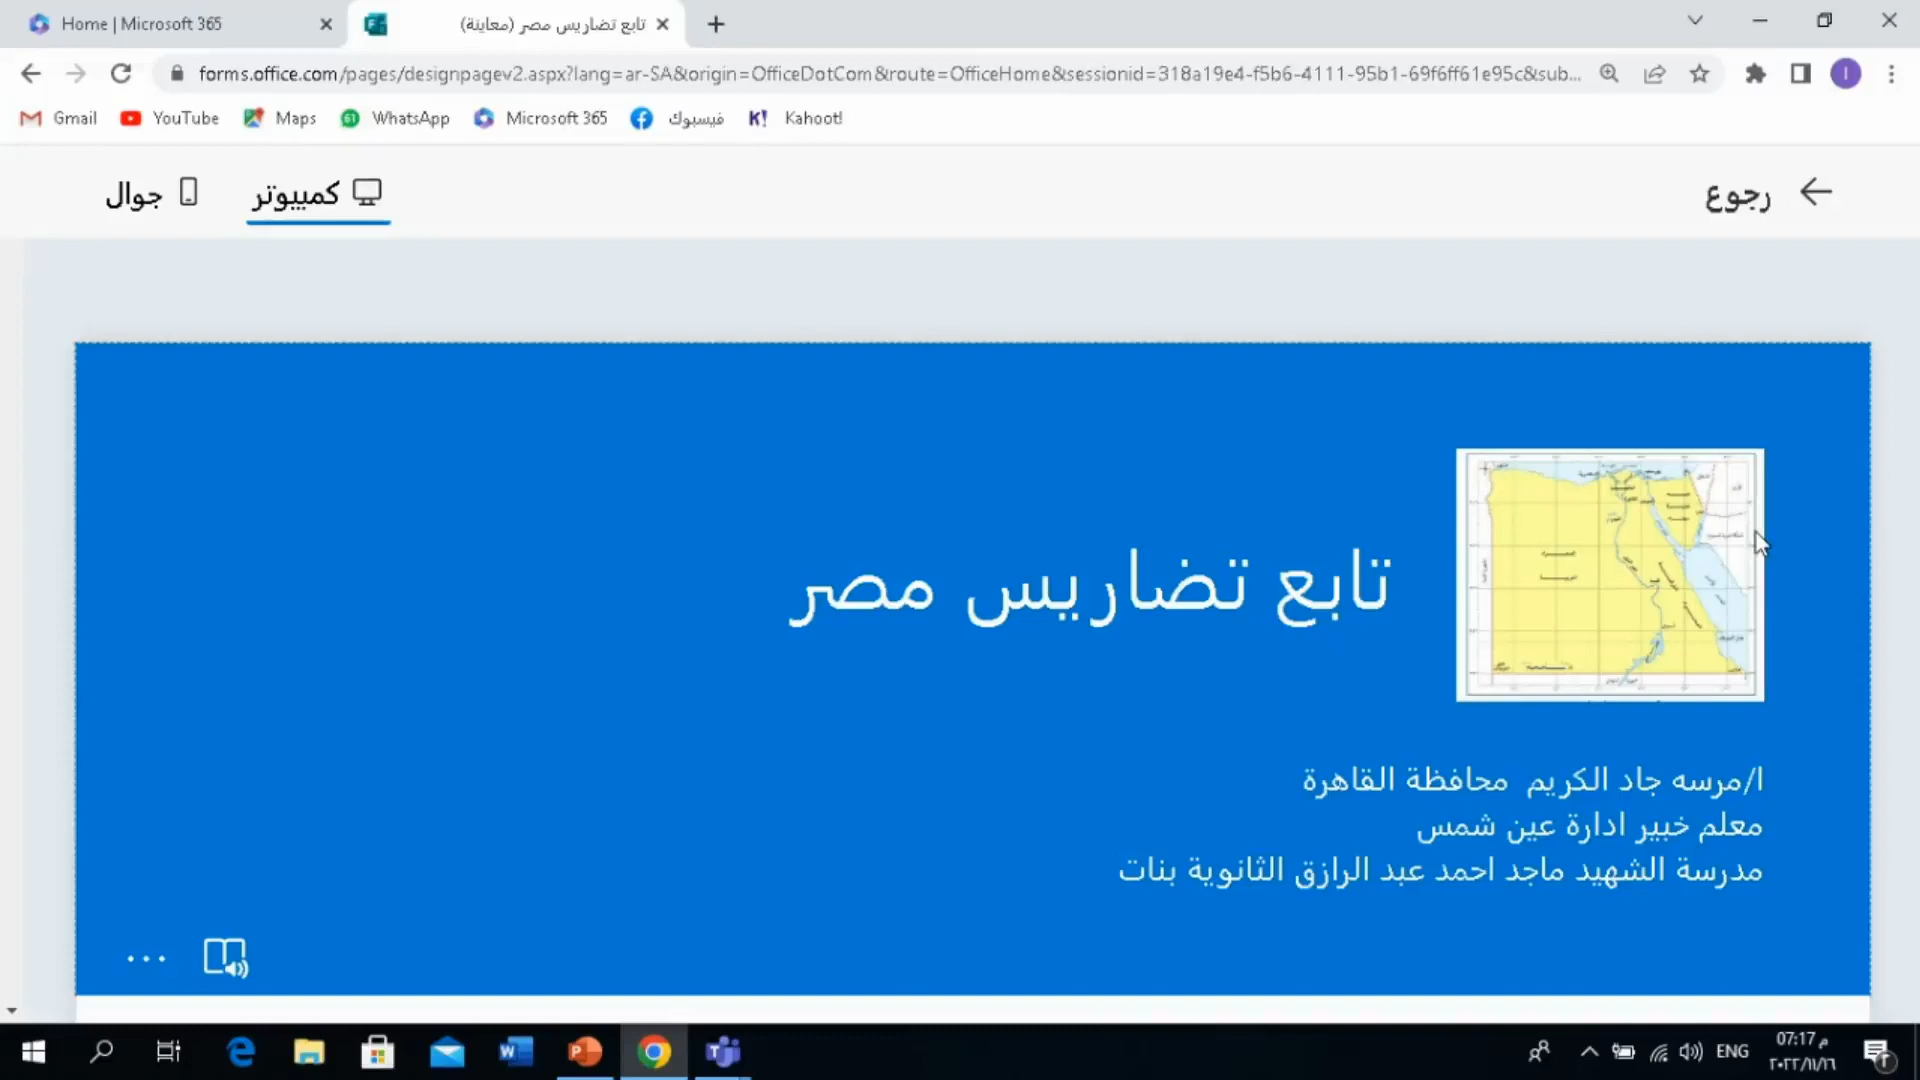 Home | Microsoft 365
تابع تضاريس مصر (معاينة)
forms.office.com/pages/designpagev2.aspx?lang=ar-SA&origin=OfficeDotCom&route=OfficeHome&sessionid=318a19e4-f5b6-4111-95b1-69f6ff61e95c&sub...
I
Gmail
YouTube
Maps
WhatsApp
Microsoft 365
فيسبوك
K! Kahoot!
رجوع
كمبيوتر
جوال
تابع تضاريس مصر
ا/مرسه جاد الكريم محافظة القاهرة
معلم خبير ادارة عين شمس
مدرسة الشهيد ماجد احمد عبد الرازق الثانوية بنات
ENG
07:17 م
٢٠٢٢/١١/١٦